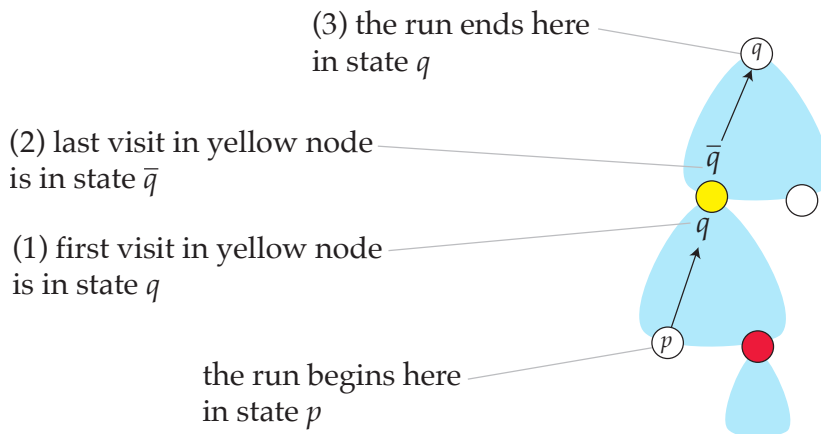 (3) the run ends here
in state q
q
(2) last visit in yellow node
is in state q̅
q̅
(1) first visit in yellow node
is in state q
q
p
the run begins here
in state p